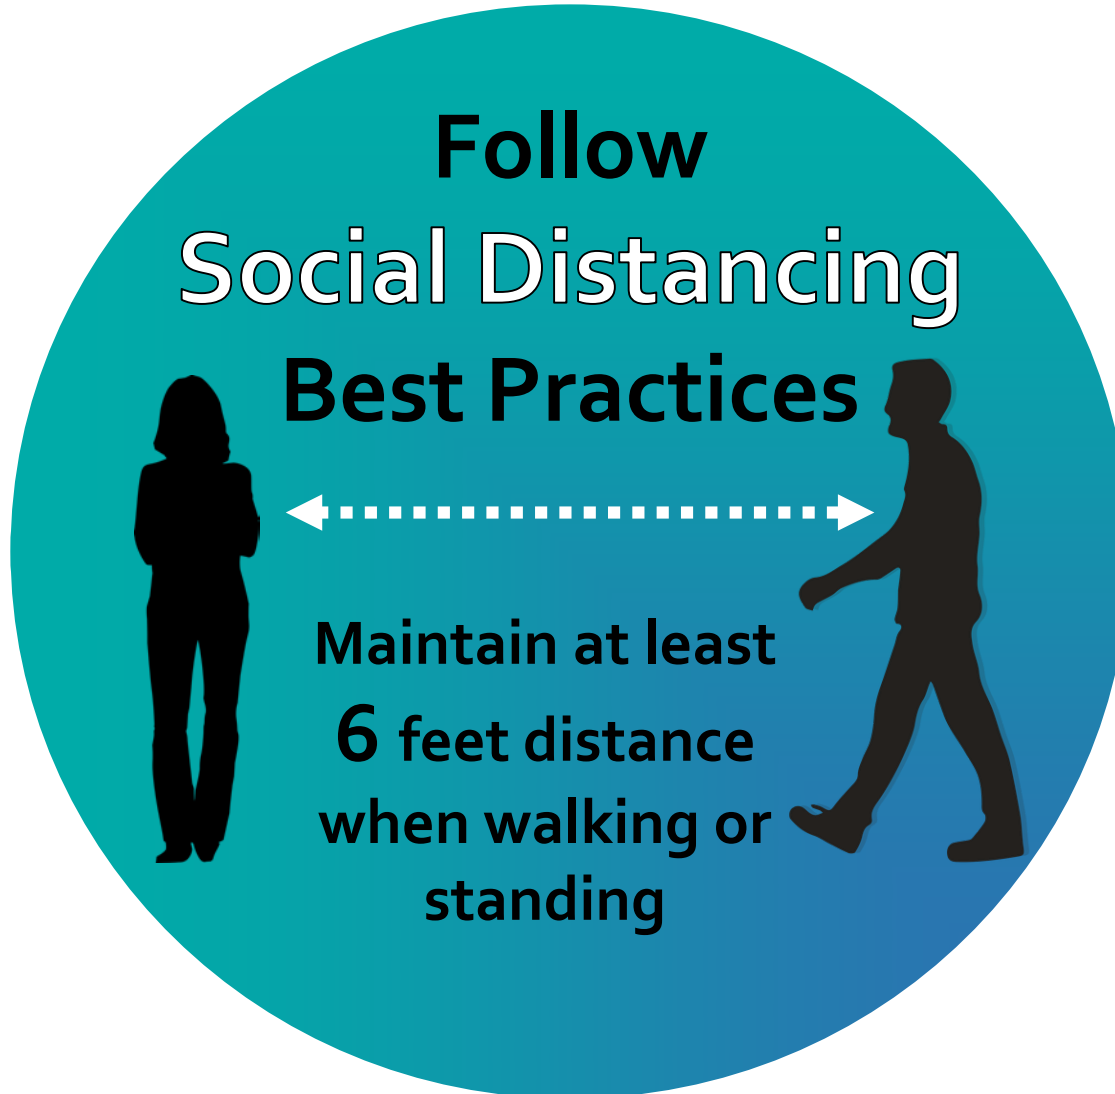 Follow
Social Distancing
Best Practices
Maintain at least
6 feet distance
when walking or
standing